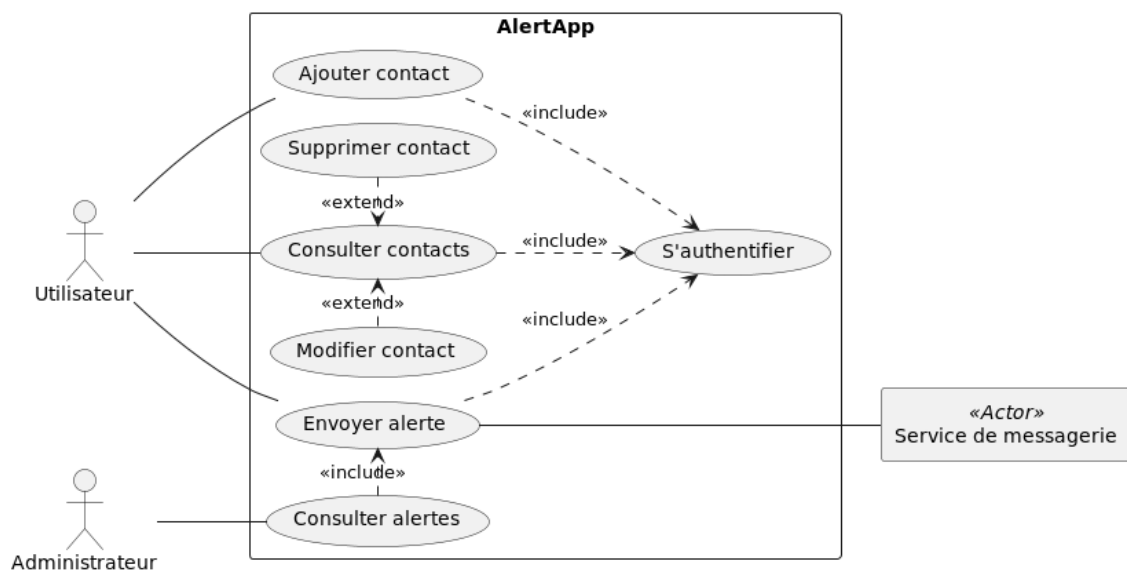 AlertApp
Ajouter contact
«include»
Supprimer contact
«extend»
Consulter contacts
«include»
S'authentifier
Utilisateur
«extend»
«include»
Modifier contact
Envoyer alerte
«Actor»
Service de messagerie
«include»
Consulter alertes
Administrateur